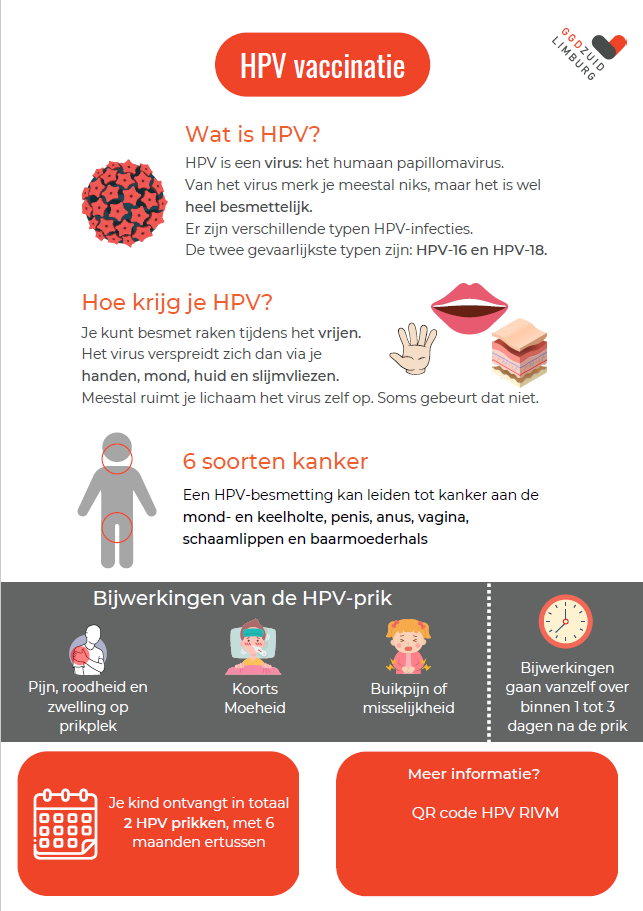 HPV vaccinatie
GGDZUID
LIMBURG
Wat is HPV?
HPV is een virus: het humaan papillomavirus.
Van het virus merk je meestal niks, maar het is wel
heel besmettelijk.
Er zijn verschillende typen HPV-infecties.
De twee gevaarlijkste typen zijn: HPV-16 en HPV-18.
Hoe krijg je HPV?
Je kunt besmet raken tijdens het vrijen.
Het virus verspreidt zich dan via je
handen, mond, huid en slijmvliezen.
Meestal ruimt je lichaam het virus zelf op. Soms gebeurt dat niet.
6 soorten kanker
Een HPV-besmetting kan leiden tot kanker aan de
mond- en keelholte, penis, anus, vagina,
schaamlippen en baarmoederhals
Bijwerkingen van de HPV-prik
Pijn, roodheid en
zwelling op
prikplek
Koorts
Moeheid
Buikpijn of
misselijkheid
Bijwerkingen
gaan vanzelf over
binnen 1 tot 3
dagen na de prik
Je kind ontvangt in totaal
2 HPV prikken, met 6
maanden ertussen
Meer informatie?
QR code HPV RIVM